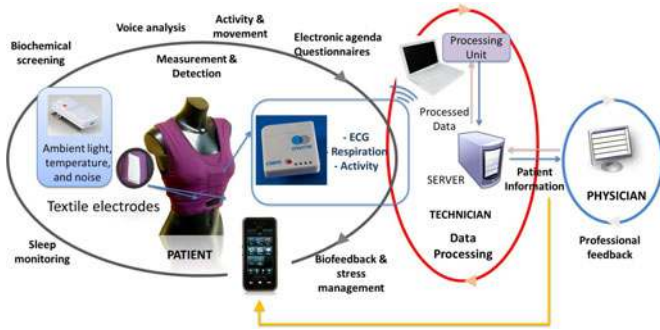 Voice analysis
Activity &
movement
Electronic agenda
Questionnaires
Biochemical
screening
Measurement &
Detection
Processing
Unit
Processed
Data
Ambient light,
temperature,
and noise
- ECG
- Respiration
- Activity
SERVER
Patient
Information
PHYSICIAN
Textile electrodes
TECHNICIAN
Data
Processing
Professional
feedback
Sleep
monitoring
PATIENT
Biofeedback &
stress
management